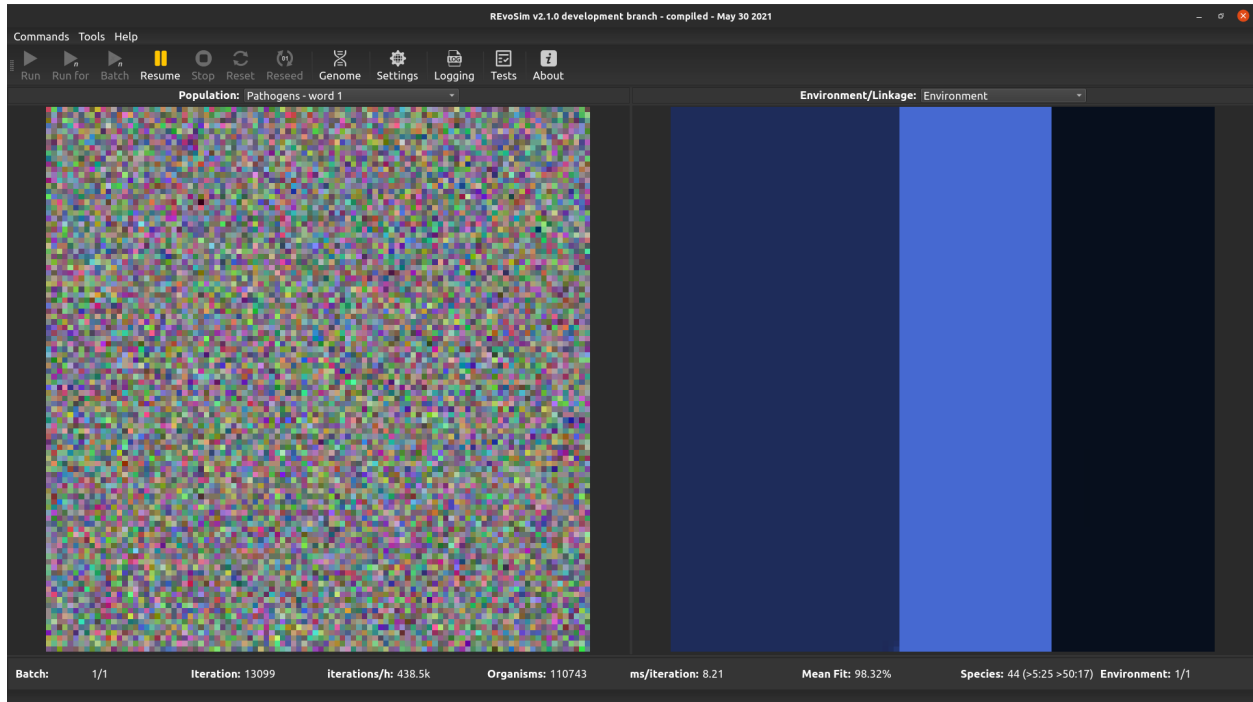 REvoSim v2.1.0 development branch - compiled - May 30 2021
Commands Tools Help
Run Run for Batch Resume Stop Reset Reseed Genome Settings Logging Tests About
Population: Pathogens - word 1 Environment/Linkage: Environment
Batch: 1/1 Iteration: 13099 iterations/h: 438.5k Organisms: 110743 ms/iteration: 8.21 Mean Fit: 98.32% Species: 44 (>5:25 >50:17) Environment: 1/1